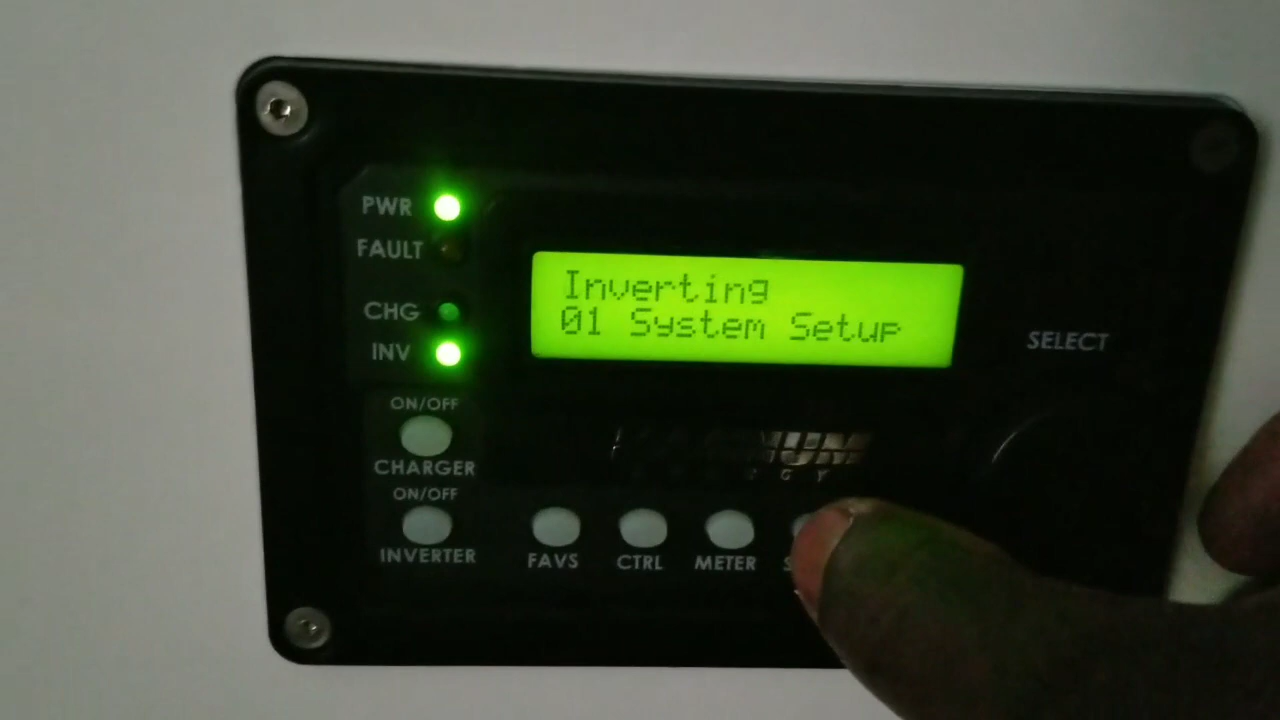 PWR
FAULT
CHG
INV
Inverting
01 System Setup
SELECT
ON/OFF
CHARGER
ON/OFF
INVERTER
FAVS
CTRL
METER